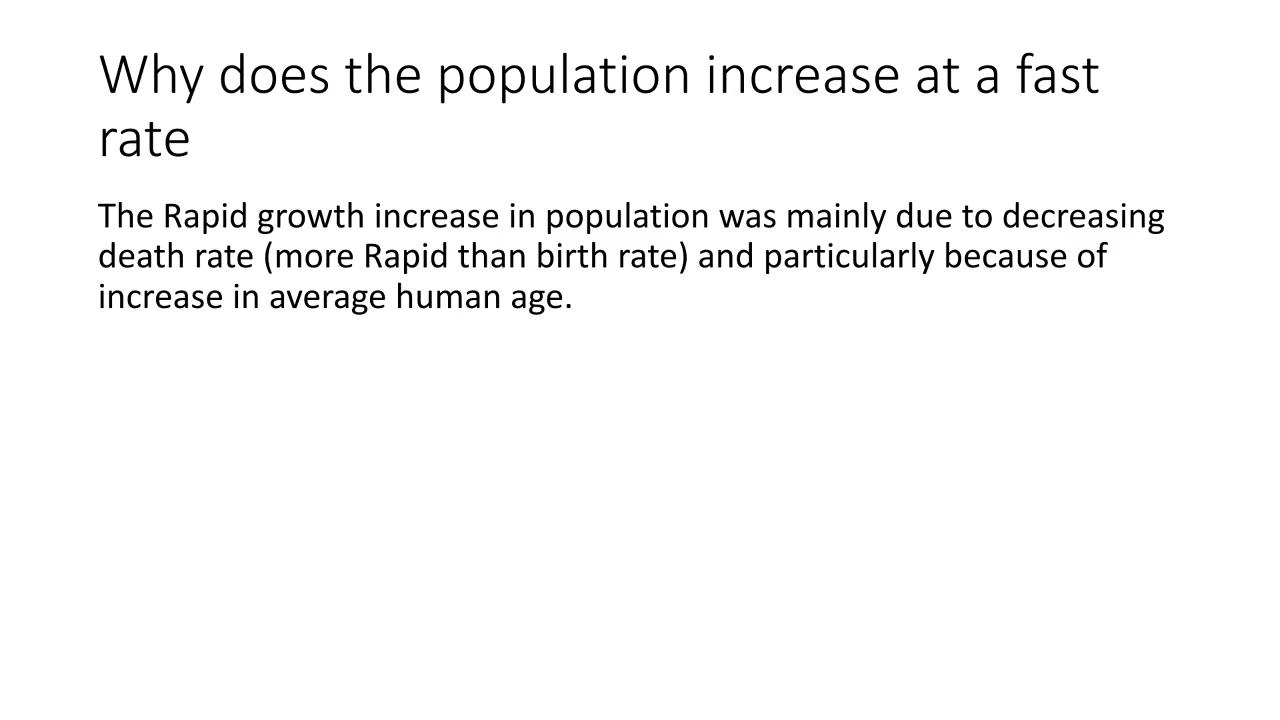 Why does the population increase at a fast
rate
The Rapid growth increase in population was mainly due to decreasing
death rate (more Rapid than birth rate) and particularly because of
increase in average human age.